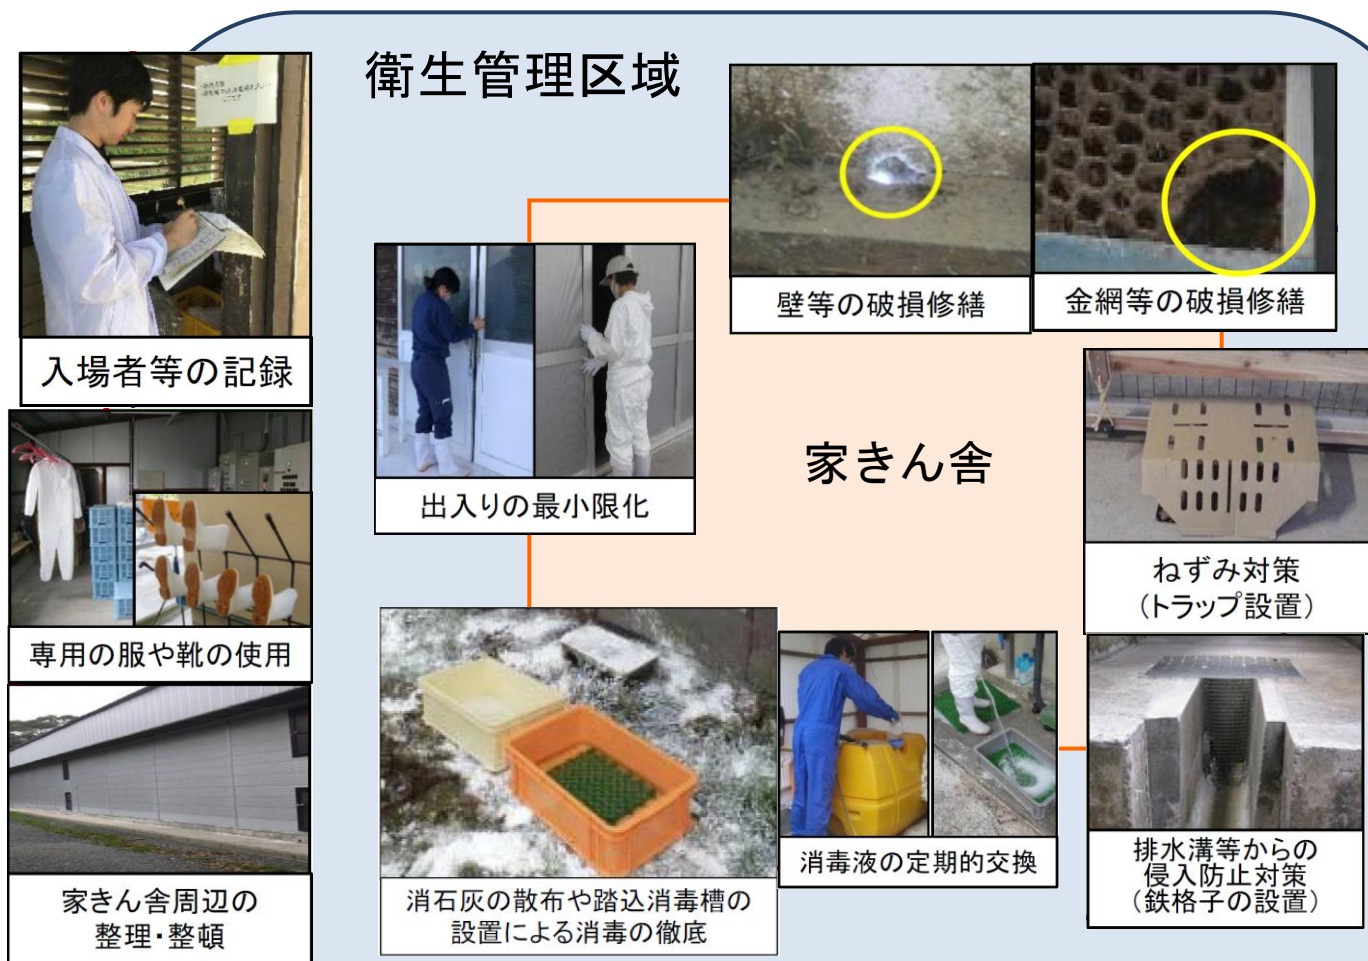 衛生管理区域
入場者等の記録
専用の服や靴の使用
家きん舎周辺の
整理・整頓
出入りの最小限化
壁等の破損修繕
金網等の破損修繕
家きん舎
ねずみ対策
（トラップ設置）
消石灰の散布や踏込消毒槽の
設置による消毒の徹底
消毒液の定期的交換
排水溝等からの
侵入防止対策
（鉄格子の設置）